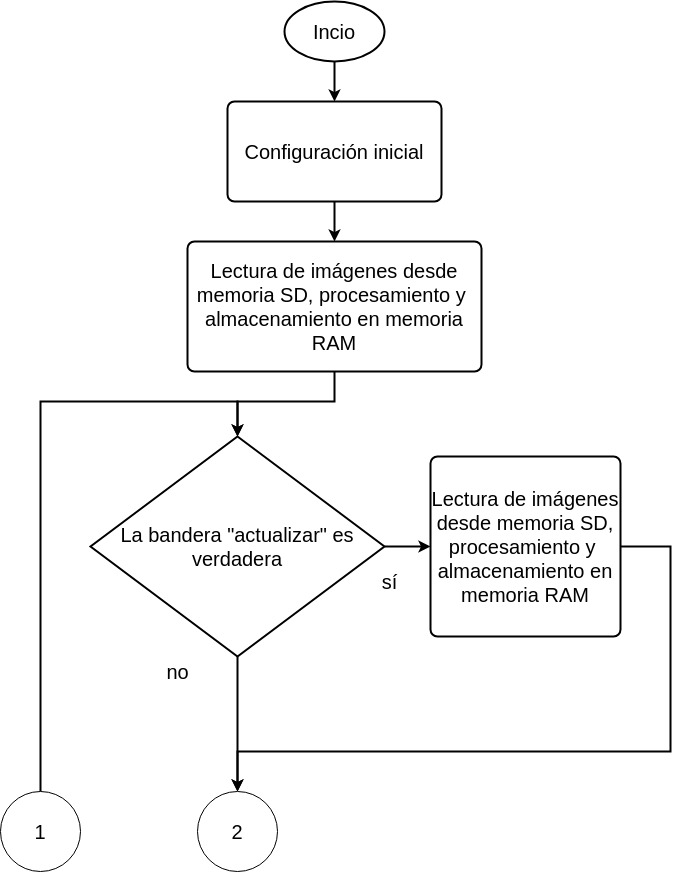 Incio
Configuración inicial
Lectura de imágenes desde
memoria SD, procesamiento y
almacenamiento en memoria
RAM
La bandera "actualizar" es
verdadera
sí
Lectura de imágenes
desde memoria SD,
procesamiento y
almacenamiento en
memoria RAM
no
1
2